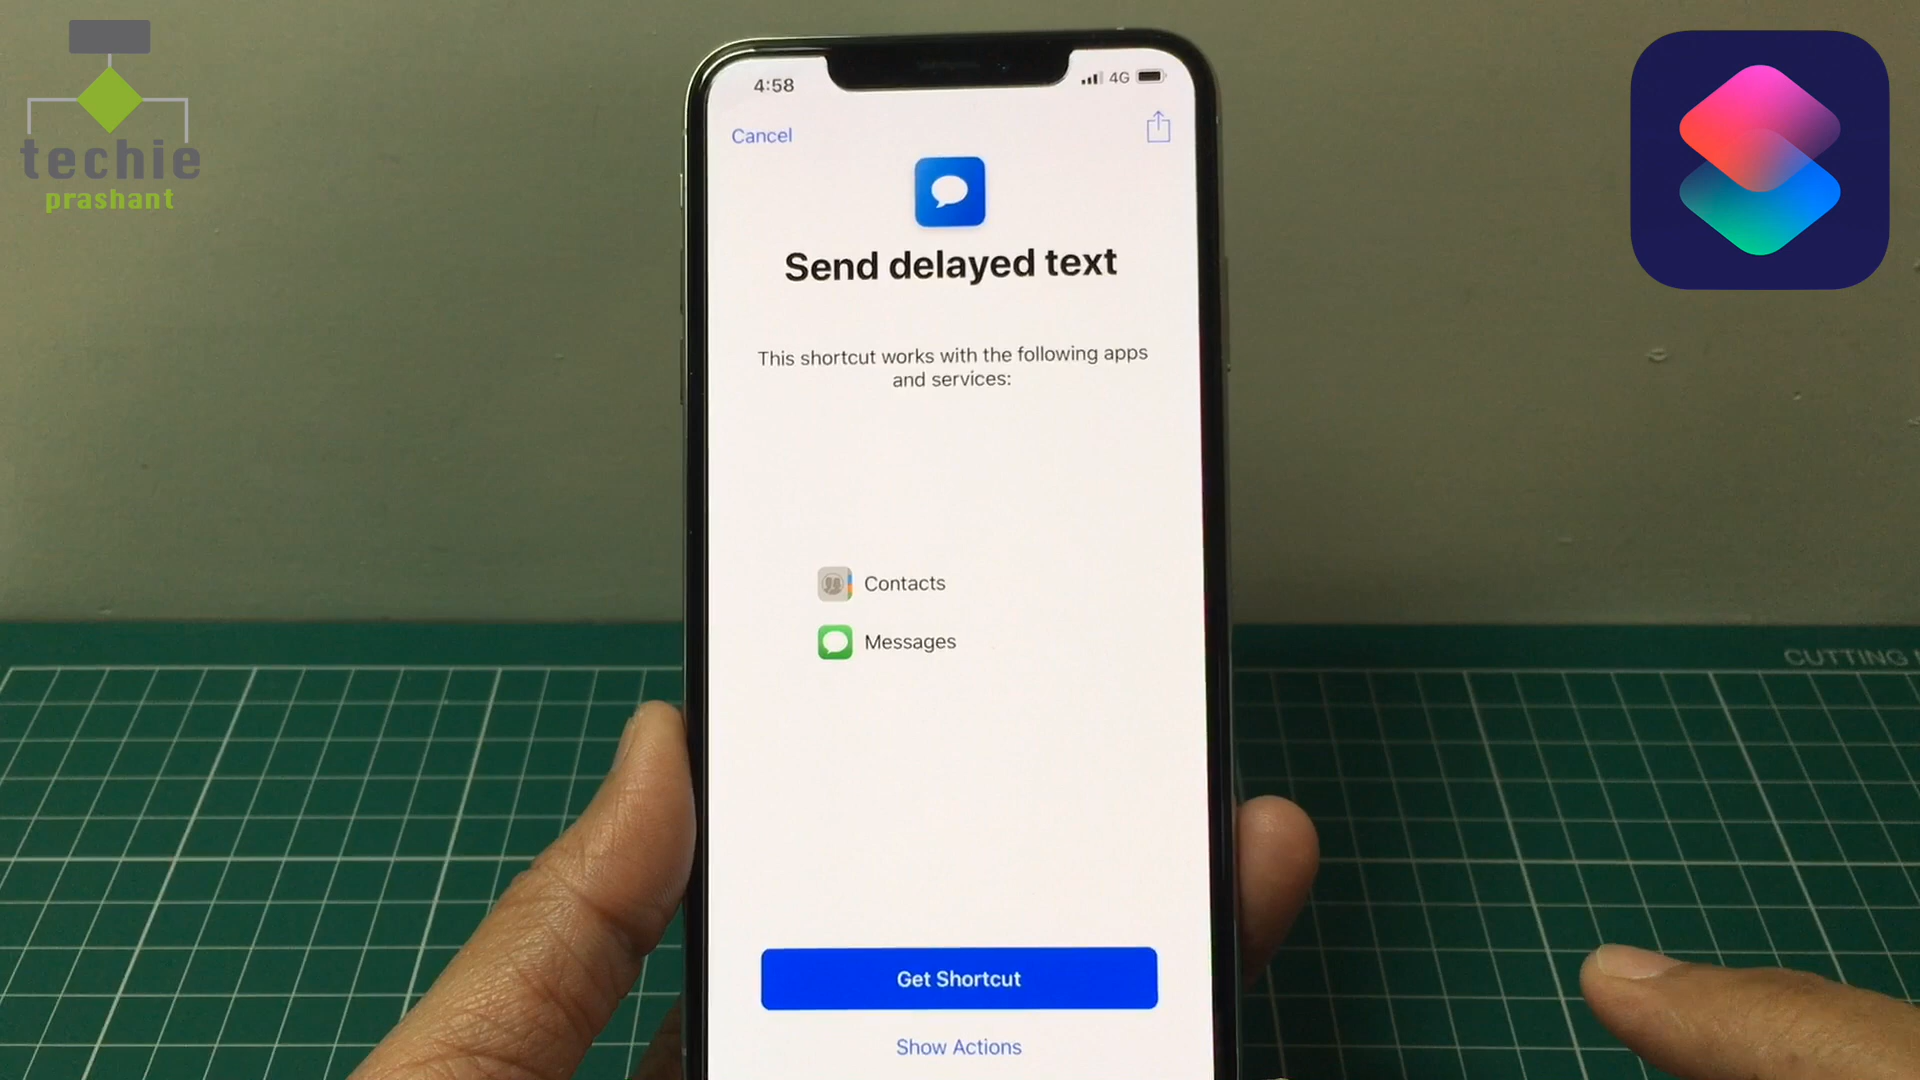 techie
prashant
4:58
4G
Cancel
Send delayed text
This shortcut works with the following apps
and services:
Contacts
Messages
Get Shortcut
Show Actions
CUTTING